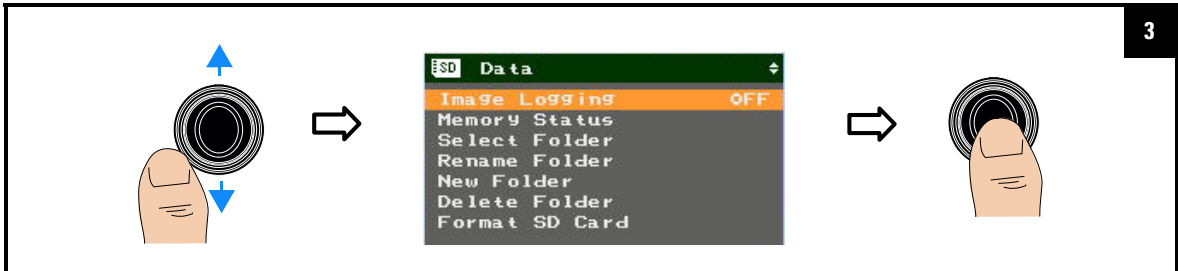 3
SD Data
Image Logging OFF
Memory Status
Select Folder
Rename Folder
New Folder
Delete Folder
Format SD Card